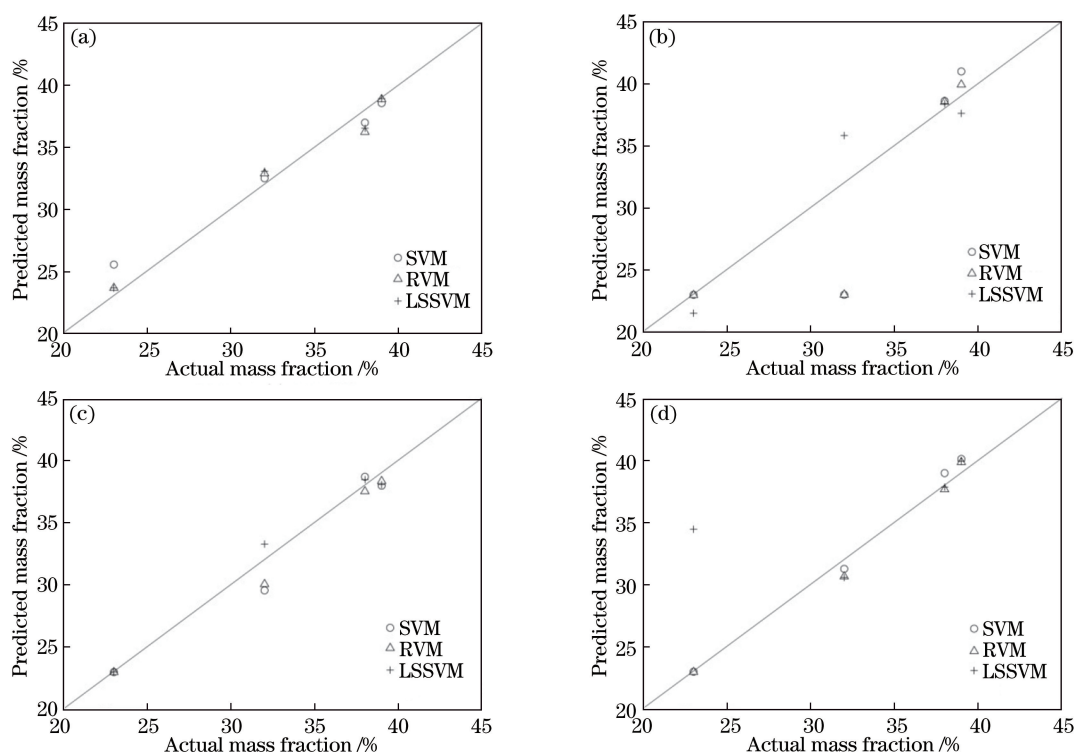 (a)
45
40
35
30
25
20
20 25 30 35 40 45
Predicted mass fraction /%
Actual mass fraction /%
SVM
RVM
LSSVM
(b)
45
40
35
30
25
20
20 25 30 35 40 45
Predicted mass fraction /%
Actual mass fraction /%
SVM
RVM
LSSVM
(c)
45
40
35
30
25
20
20 25 30 35 40 45
Predicted mass fraction /%
Actual mass fraction /%
SVM
RVM
LSSVM
(d)
45
40
35
30
25
20
20 25 30 35 40 45
Predicted mass fraction /%
Actual mass fraction /%
SVM
RVM
LSSVM